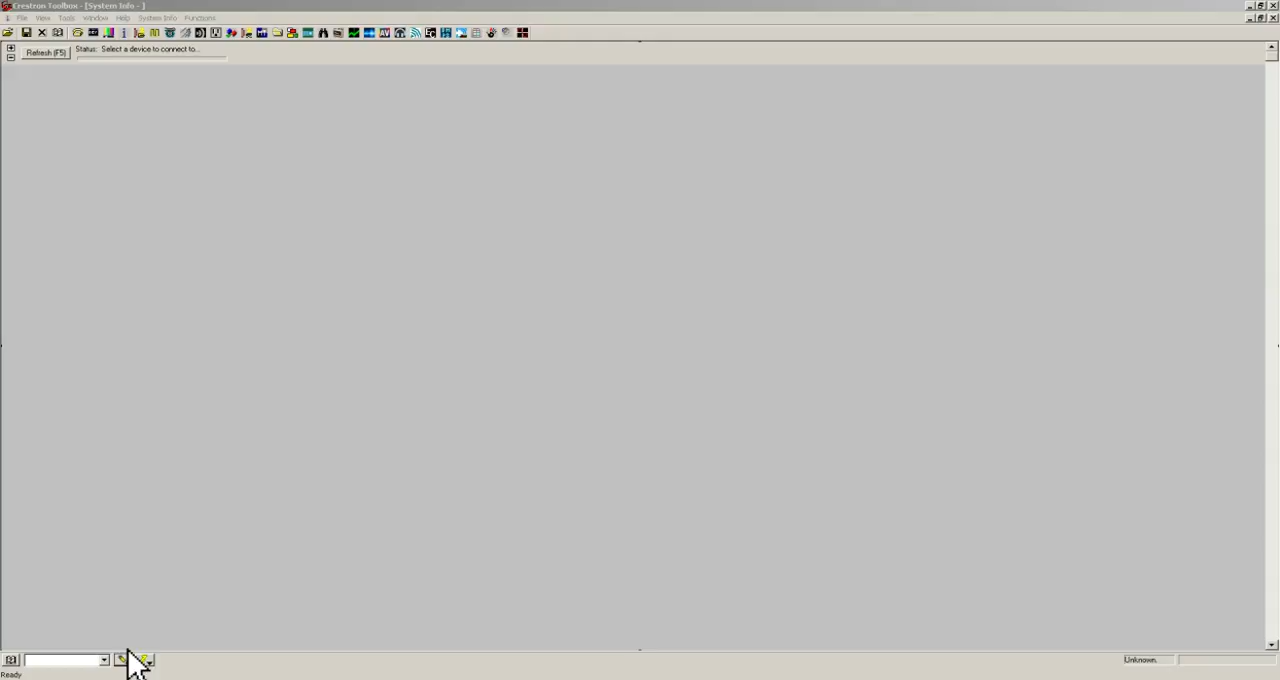 Crestron Toolbox - [System Info - ]
File View Tools Window Help System Info Functions
Refresh (F5) Status: Select a device to connect to...
Unknown.
Ready